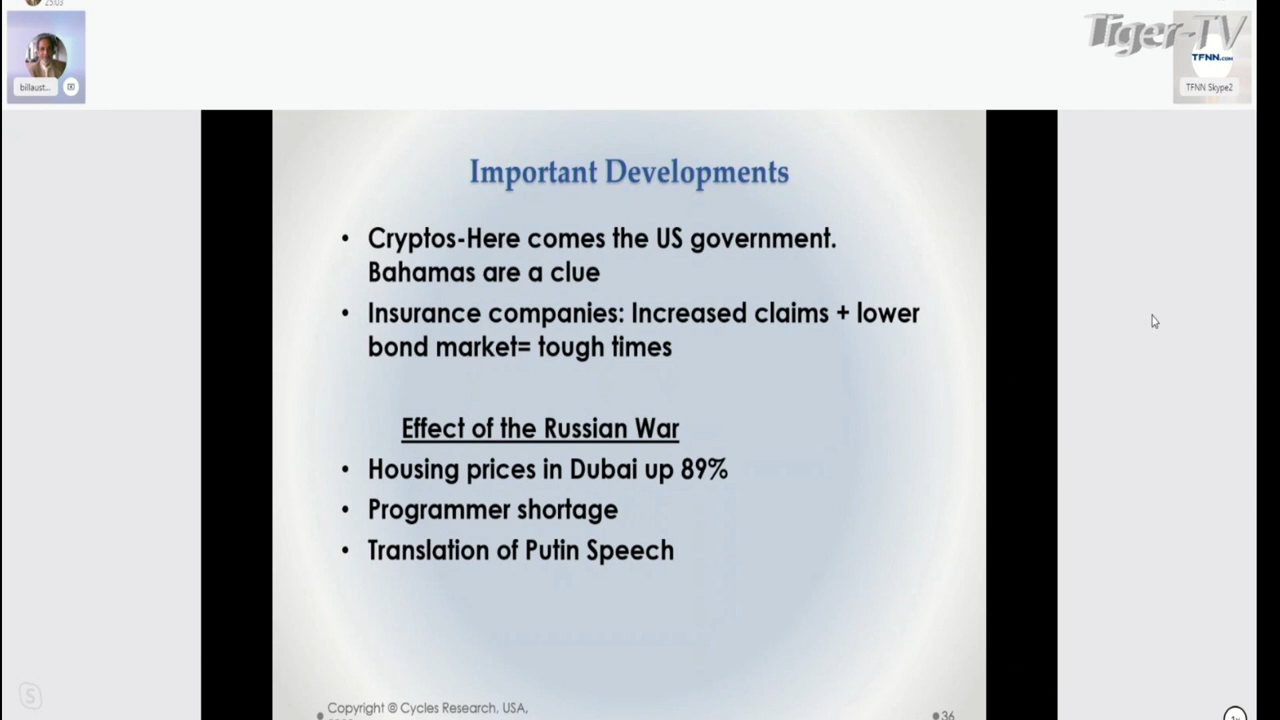 25:03
Tiger-TV
TFNN.COM
billaust...
TFNN Skype2
Important Developments
• Cryptos-Here comes the US government.
Bahamas are a clue
• Insurance companies: Increased claims + lower
bond market= tough times
Effect of the Russian War
• Housing prices in Dubai up 89%
• Programmer shortage
• Translation of Putin Speech
Copyright @ Cycles Research, USA,
•36